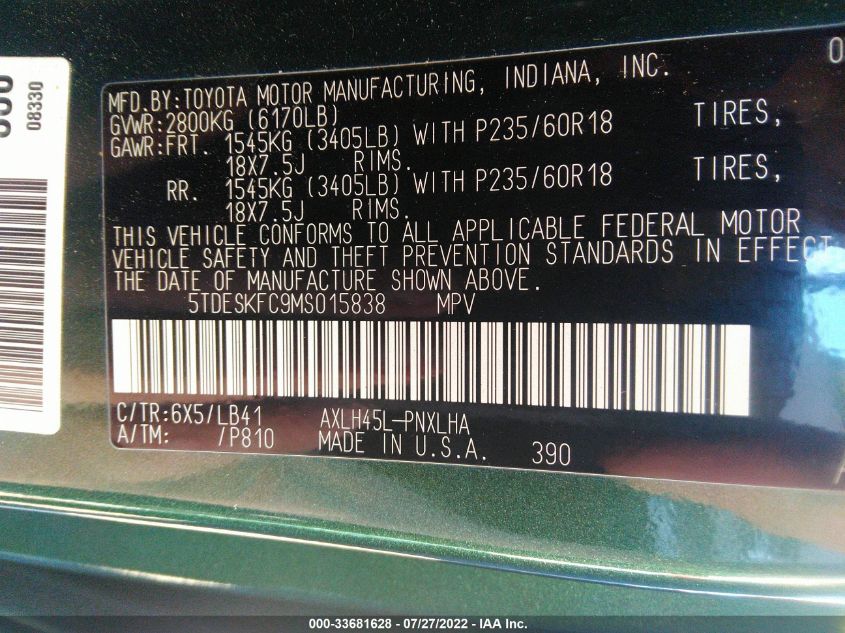 08330
0
MFD.BY:TOYOTA MOTOR MANUFACTURING, INDIANA, INC.
GVWR:2800KG (6170LB)
GAWR:FRT. 1545KG (3405LB) WITH P235/60R18 TIRES,
18X7.5J RIMS.
RR. 1545KG (3405LB) WITH P235/60R18 TIRES,
18X7.5J RIMS.
THIS VEHICLE CONFORMS TO ALL APPLICABLE FEDERAL MOTOR
VEHICLE SAFETY AND THEFT PREVENTION STANDARDS IN EFFECT
THE DATE OF MANUFACTURE SHOWN ABOVE.
5TDESKFC9MS015838 MPV
C/TR:6X5/LB41 AXLH45L-PNXLHA
A/TM: /P810 MADE IN U.S.A. 390
000-33681628 - 07/27/2022 - IAA Inc.